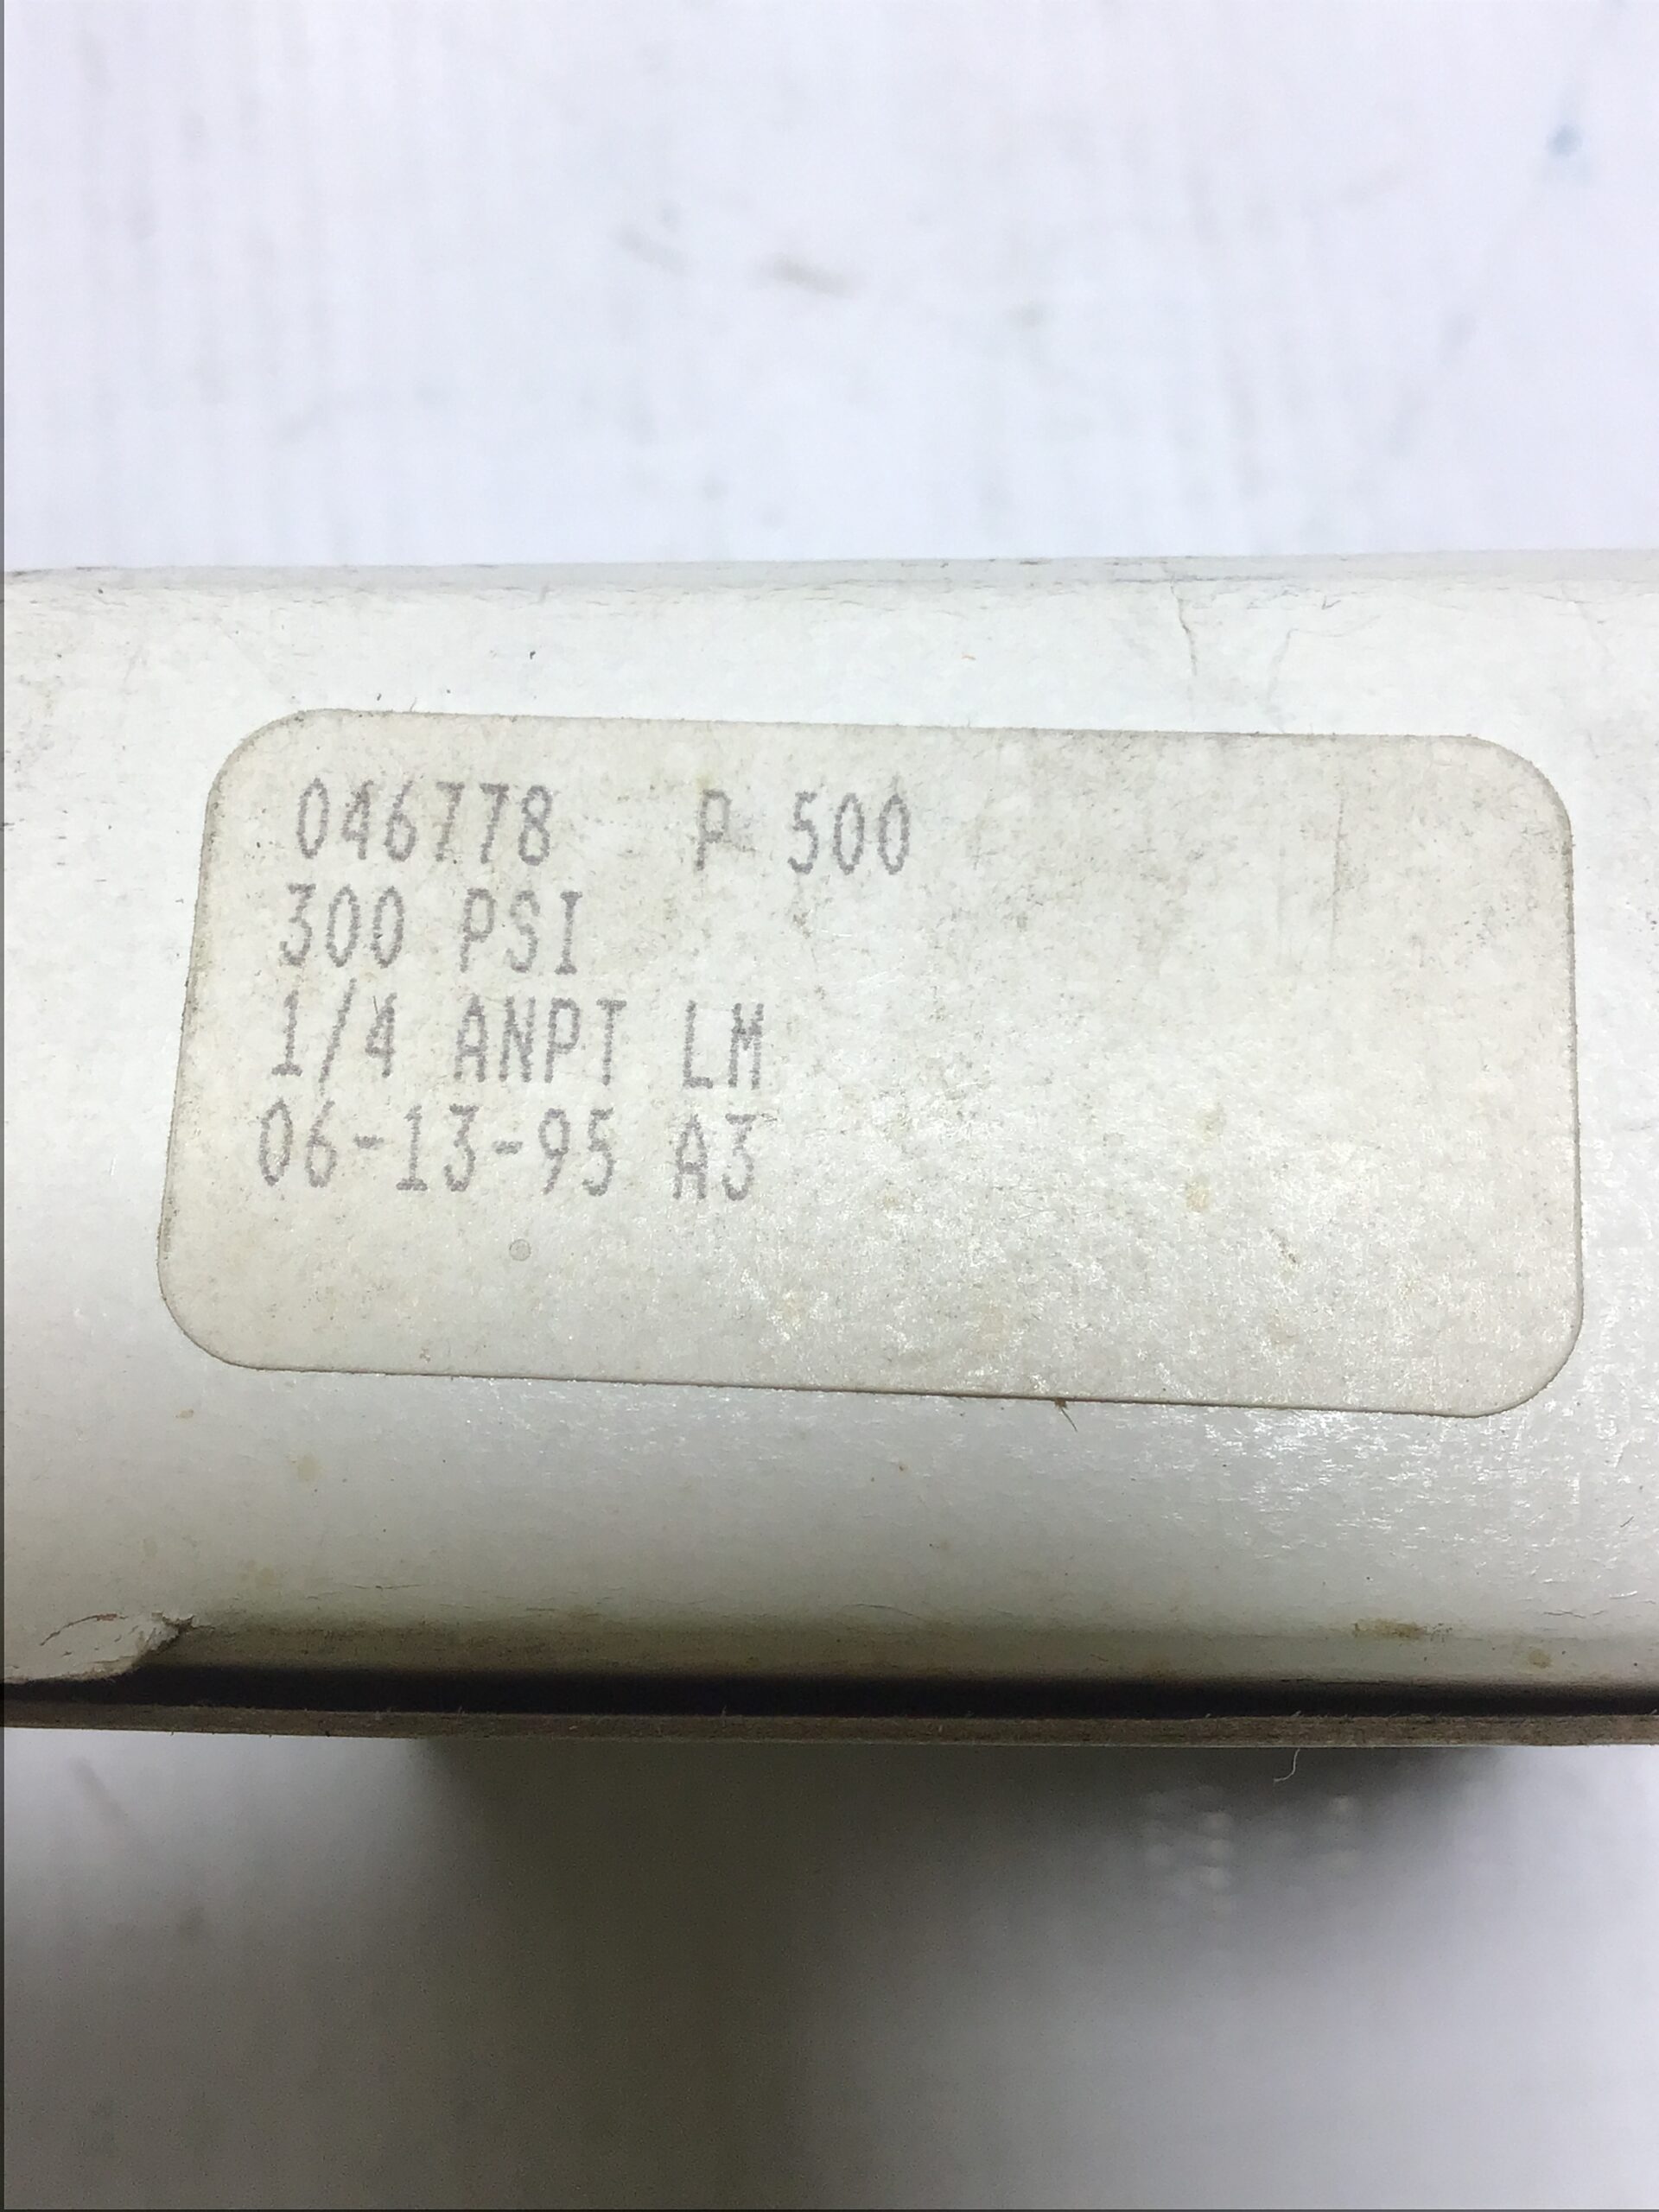 046778 P 500
300 PSI
1/4 ANPT LM
06-13-95 A3